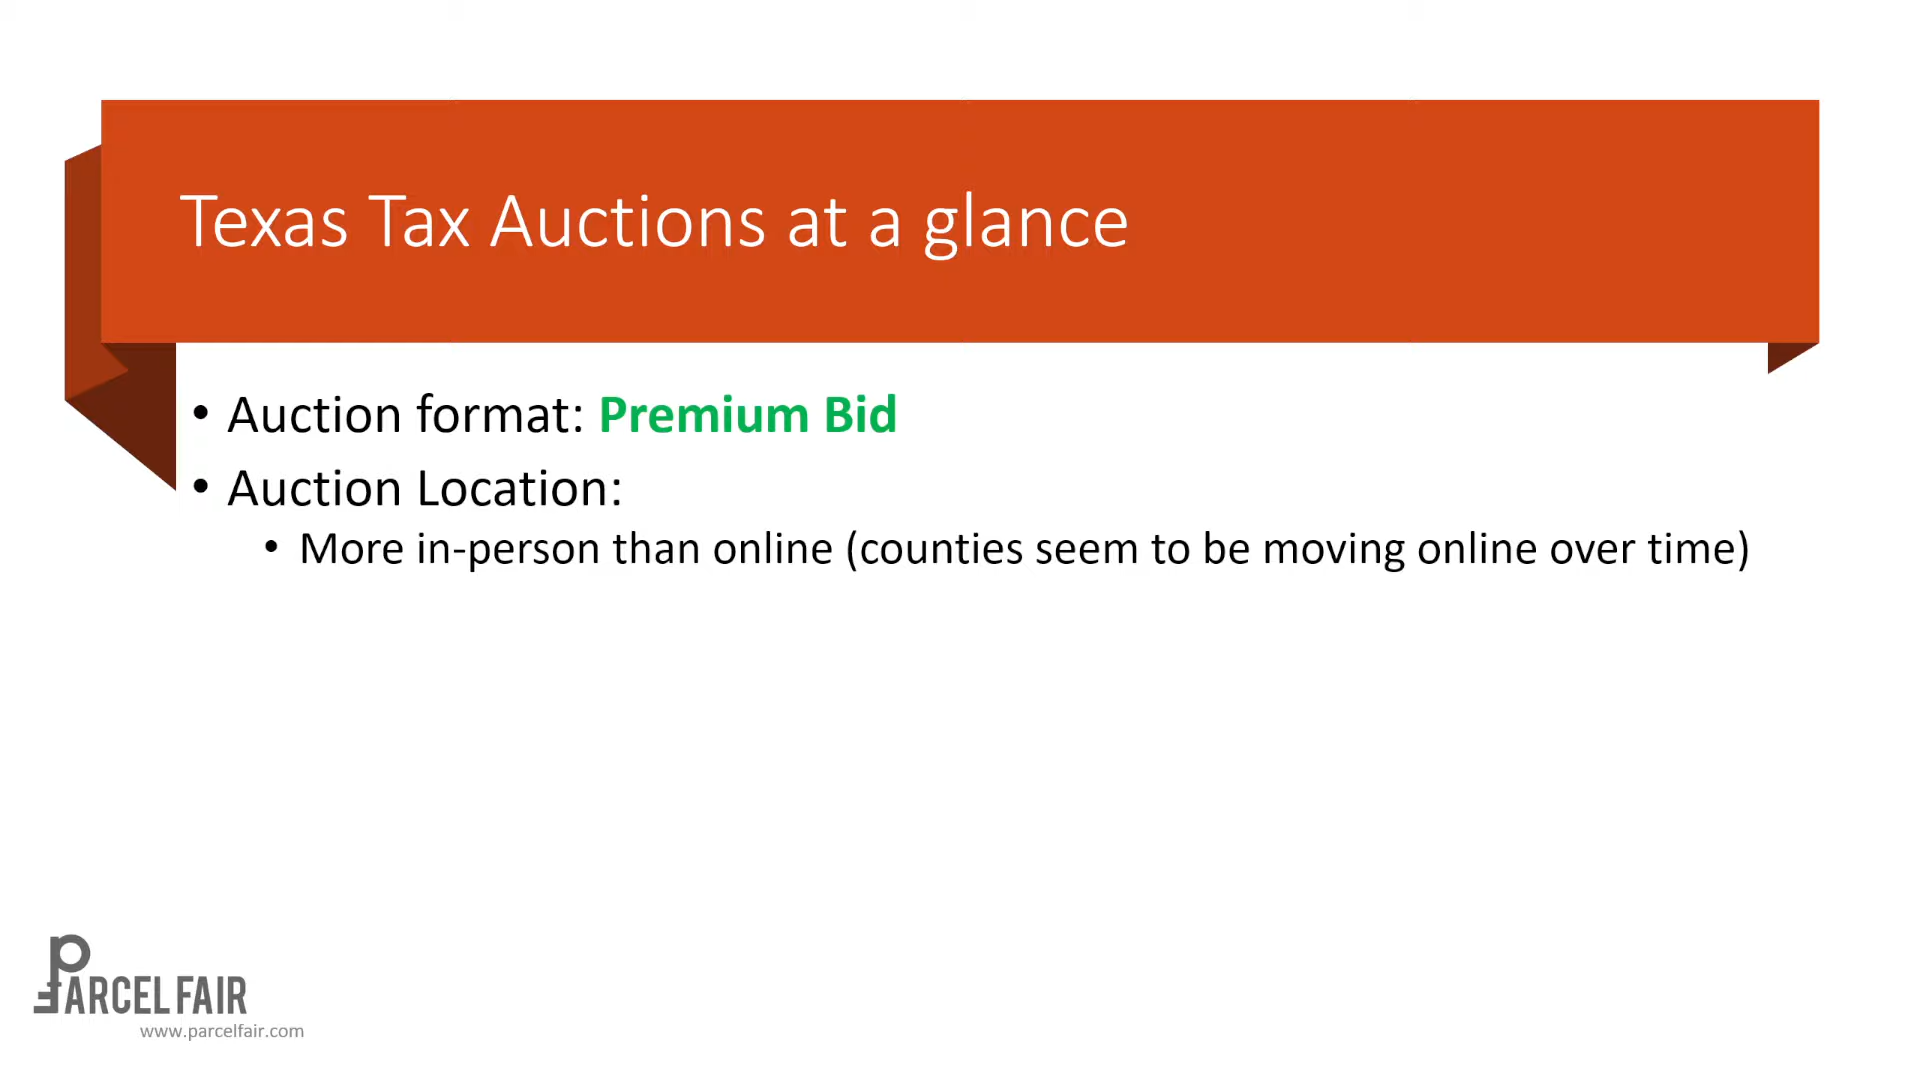 Texas Tax Auctions at a glance
• Auction format: Premium Bid
• Auction Location:
• More in-person than online (counties seem to be moving online over time)
PARCEL FAIR
www.parcelfair.com